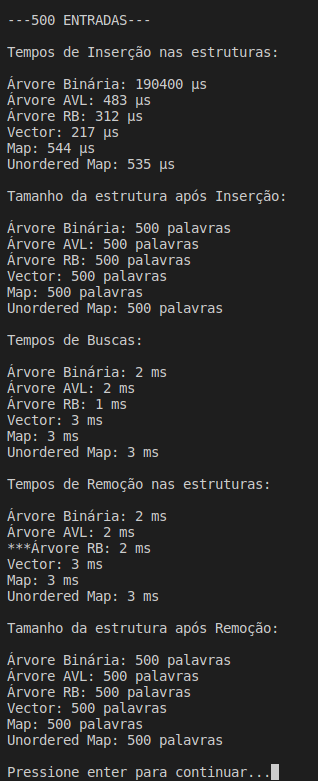 ---500 ENTRADAS---
Tempos de Inserção nas estruturas:
Árvore Binária: 190400 µs
Árvore AVL: 483 µs
Árvore RB: 312 µs
Vector: 217 µs
Map: 544 µs
Unordered Map: 535 µs
Tamanho da estrutura após Inserção:
Árvore Binária: 500 palavras
Árvore AVL: 500 palavras
Árvore RB: 500 palavras
Vector: 500 palavras
Map: 500 palavras
Unordered Map: 500 palavras
Tempos de Buscas:
Árvore Binária: 2 ms
Árvore AVL: 2 ms
Árvore RB: 1 ms
Vector: 3 ms
Map: 3 ms
Unordered Map: 3 ms
Tempos de Remoção nas estruturas:
Árvore Binária: 2 ms
Árvore AVL: 2 ms
***Árvore RB: 2 ms
Vector: 3 ms
Map: 3 ms
Unordered Map: 3 ms
Tamanho da estrutura após Remoção:
Árvore Binária: 500 palavras
Árvore AVL: 500 palavras
Árvore RB: 500 palavras
Vector: 500 palavras
Map: 500 palavras
Unordered Map: 500 palavras
Pressione enter para continuar...